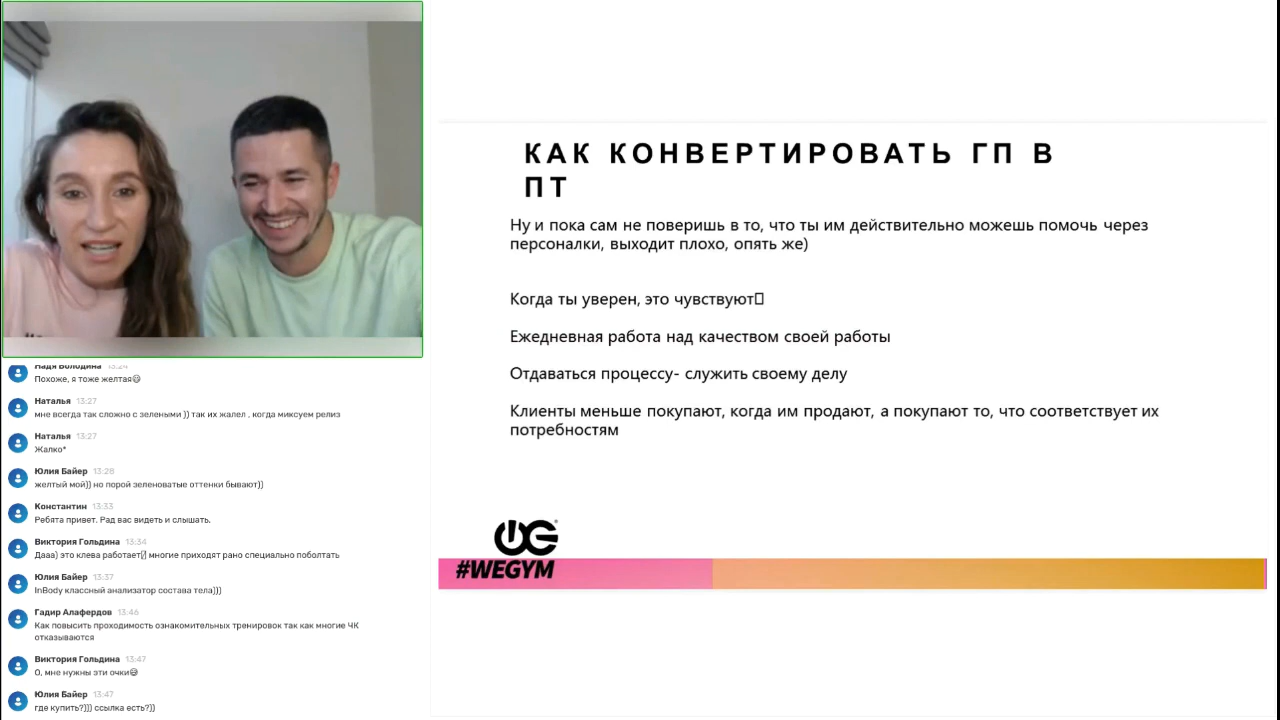 КАК КОНВЕРТИРОВАТЬ ГП В
ПТ
Ну и пока сам не поверишь в то, что ты им действительно можешь помочь через
персоналки, выходит плохо, опять же)
Когда ты уверен, это чувствуют
Ежедневная работа над качеством своей работы
Отдаваться процессу- служить своему делу
Клиенты меньше покупают, когда им продают, а покупают то, что соответствует их
потребностям
#WEGYM
Надя Володина 13:24
Похоже, я тоже желтая😃
Наталья 13:27
мне всегда так сложно с зелеными )) так их жалел , когда миксуем релиз
Наталья 13:27
Жалко*
Юлия Байер 13:28
желтый мой)) но порой зеленоватые оттенки бывают))
Константин 13:33
Ребята привет. Рад вас видеть и слышать.
Виктория Гольдина 13:34
Дааа) это клева работает многие приходят рано специально поболтать
Юлия Байер 13:37
InBody классный анализатор состава тела)))
Гадир Алафердов 13:46
Как повысить проходимость ознакомительных тренировок так как многие ЧК
отказываются
Виктория Гольдина 13:47
О, мне нужны эти очки😅
Юлия Байер 13:47
где купить?))) ссылка есть?))